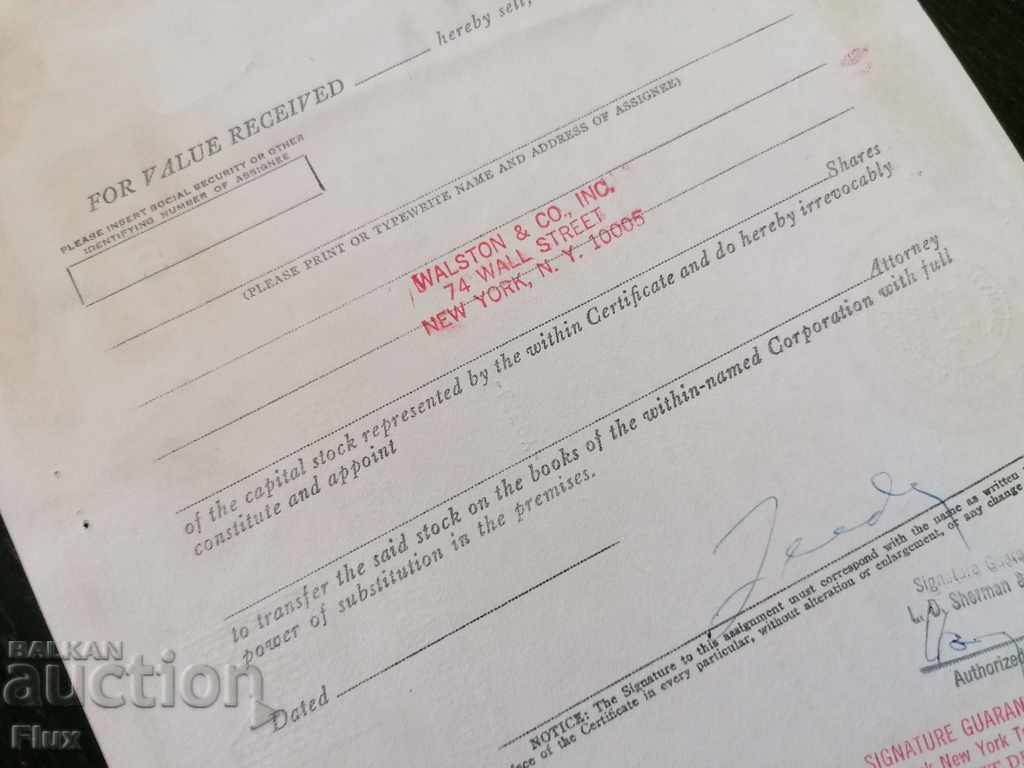 FOR VALUE RECEIVED hereby sell,
PLEASE INSERT SOCIAL SECURITY OR OTHER
IDENTIFYING NUMBER OF ASSIGNEE
(PLEASE PRINT OR TYPEWRITE NAME AND ADDRESS OF ASSIGNEE)
WALSTON & CO., INC.
74 WALL STREET
NEW YORK, N. Y. 10005
Shares
of the capital stock represented by the within Certificate and do hereby irrevocably
constitute and appoint
Attorney
to transfer the said stock on the books of the within-named Corporation with full
power of substitution in the premises.
Dated
NOTICE: The Signature to this assignment must correspond with the name as written
of the Certificate in every particular, without alteration or enlargement, or any change
Signature
L. O. Sherman &
Authorized
SIGNATURE GUARAN
New York
BALKAN
auction
Flux